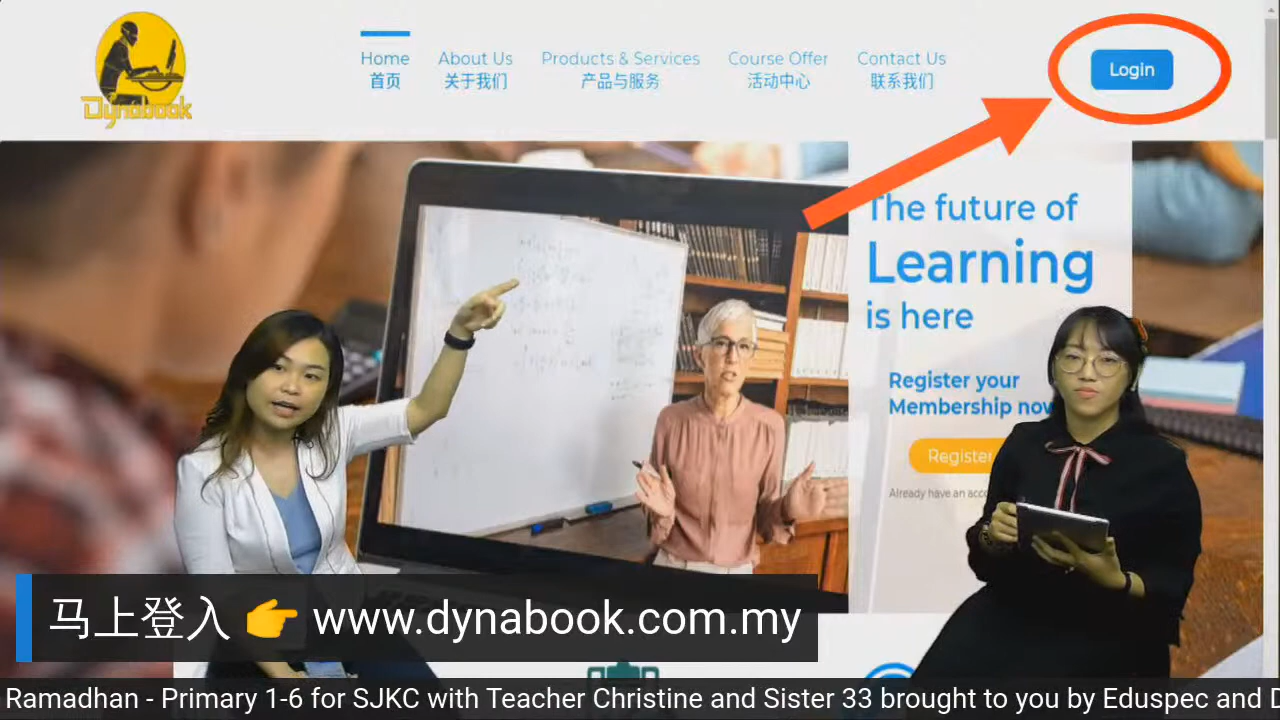 Dynabook
Home
首页
About Us
关于我们
Products & Services
产品与服务
Course Offer
活动中心
Contact Us
联系我们
Login
The future of
Learning
is here
Register your
Membership now
Register
Already have an acco
马上登入 👉 www.dynabook.com.my
Ramadhan - Primary 1-6 for SJKC with Teacher Christine and Sister 33 brought to you by Eduspec and D